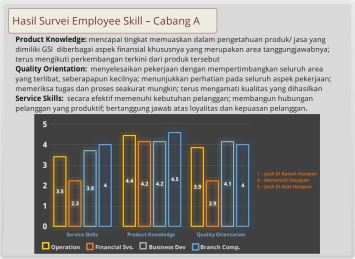 Hasil Survei Employee Skill – Cabang A
Product Knowledge: mencapai tingkat memuaskan dalam pengetahuan produk/ jasa yang
dimiliki GSI diberbagai aspek finansial khususnya yang merupakan area tanggungjawabnya;
terus mengikuti perkembangan terkini dari produk tersebut
Quality Orientation: menyelesaikan pekerjaan dengan mempertimbangkan seluruh area
yang terlibat, seberapapun kecilnya; menunjukkan perhatian pada seluruh aspek pekerjaan;
memeriksa tugas dan proses seakurat mungkin; terus mengamati kualitas yang dihasilkan
Service Skills: secara efektif memenuhi kebutuhan pelanggan; membangun hubungan
pelanggan yang produktif; bertanggung jawab atas loyalitas dan kepuasan pelanggan.
5
4
3
2
1
0
3.5
2.3
3.8
4
4.4
4.2
4.2
4.5
3.9
2.9
4.1
4
Service Skills
Product Knowledge
Quality Orientation
1 – Jauh Di Bawah Harapan
3 – Memenuhi Harapan
5 – Jauh Di Atas Harapan
Operation
Financial Svs.
Business Dev
Branch Comp.